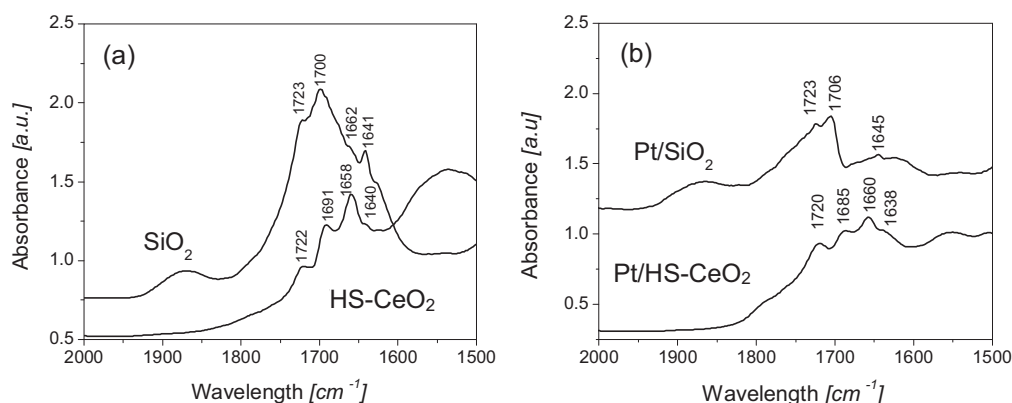 (a)
2.5
2.0
1.5
1.0
0.5
Absorbance [a.u.]
1723
1700
1662
1641
1691
1658
1640
1722
SiO₂
HS-CeO₂
2000 1900 1800 1700 1600 1500
Wavelength [cm⁻¹]
(b)
2.5
2.0
1.5
1.0
0.5
Absorbance [a.u]
1723
1706
1645
Pt/SiO₂
1720
1685
1660
1638
Pt/HS-CeO₂
2000 1900 1800 1700 1600 1500
Wavelength [cm⁻¹]